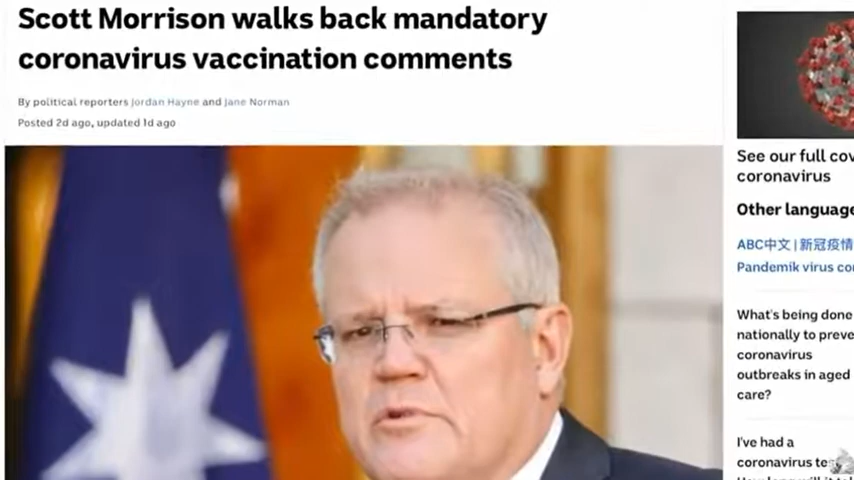 Scott Morrison walks back mandatory
coronavirus vaccination comments
By political reporters Jordan Hayne and Jane Norman
Posted 2d ago, updated 1d ago
See our full cov
coronavirus
Other language
ABC中文 | 新冠疫情
Pandemik virus cor
What's being done
nationally to preve
coronavirus
outbreaks in aged
care?
I've had a
coronavirus te